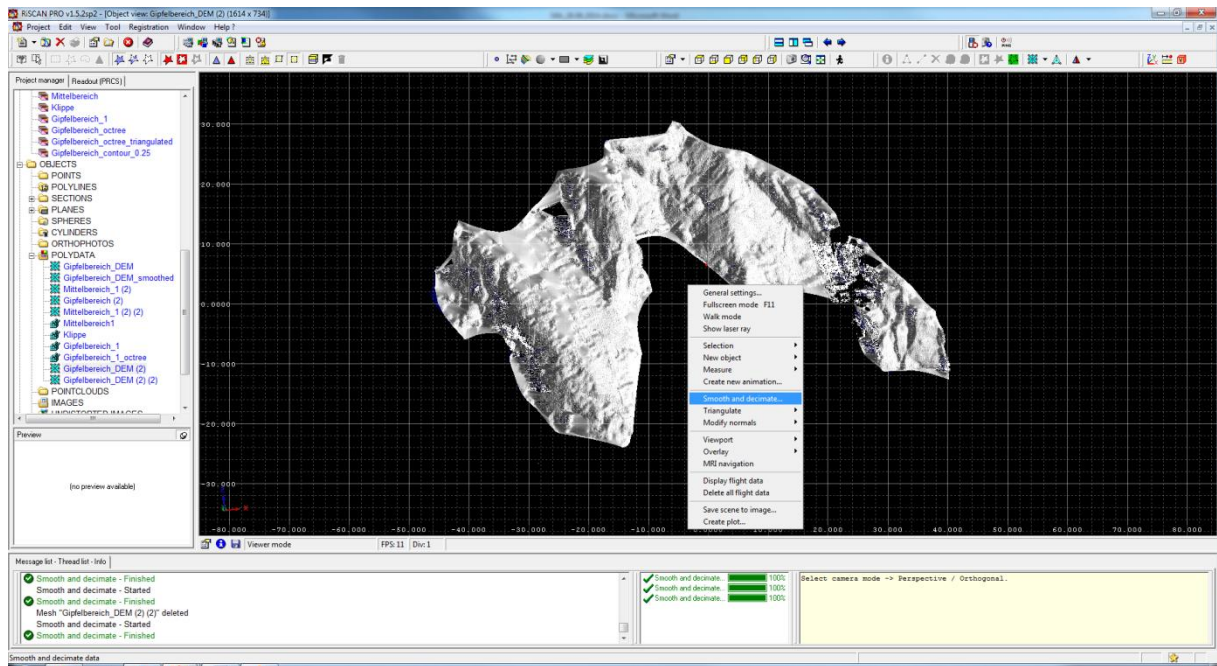 RiSCAN PRO v1.5.2sp2 - [Object view: Gipfelbereich_DEM (2) (1614 x 734)]
Project Edit View Tool Registration Window Help ?
Project manager Readout (PRCS)
Mittelbereich
Klippe
Gipfelbereich_1
Gipfelbereich_octree
Gipfelbereich_octree_triangulated
Gipfelbereich_contour_0.25
OBJECTS
POINTS
POLYLINES
SECTIONS
PLANES
SPHERES
CYLINDERS
ORTHOPHOTOS
POLYDATA
Gipfelbereich_DEM
Gipfelbereich_DEM_smoothed
Mittelbereich_1 (2)
Gipfelbereich (2)
Mittelbereich_1 (2) (2)
Mittelbereich1
Klippe
Gipfelbereich_1
Gipfelbereich_1_octree
Gipfelbereich_DEM (2)
Gipfelbereich_DEM (2) (2)
POINTCLOUDS
IMAGES
UNDISTORTED IMAGES
Preview
(no preview available)
30.000
20.000
10.000
0.0000
-10.000
-20.000
-30.000
-80.000 -70.000 -60.000 -50.000 -40.000 -30.000 -20.000 -10.000 20.000 30.000 40.000 50.000 60.000 70.000 80.000
General settings...
Fullscreen mode F11
Walk mode
Show laser ray
Selection
New object
Measure
Create new animation...
Smooth and decimate...
Triangulate
Modify normals
Viewport
Overlay
MRI navigation
Display flight data
Delete all flight data
Save scene to image...
Create plot...
Viewer mode FPS: 11 Div: 1
Message list - Thread list - Info
Smooth and decimate - Finished
Smooth and decimate - Started
Smooth and decimate - Finished
Mesh "Gipfelbereich_DEM (2) (2)" deleted
Smooth and decimate - Started
Smooth and decimate - Finished
Smooth and decimate... 100%
Smooth and decimate... 100%
Smooth and decimate... 100%
Select camera mode -> Perspective / Orthogonal.
Smooth and decimate data